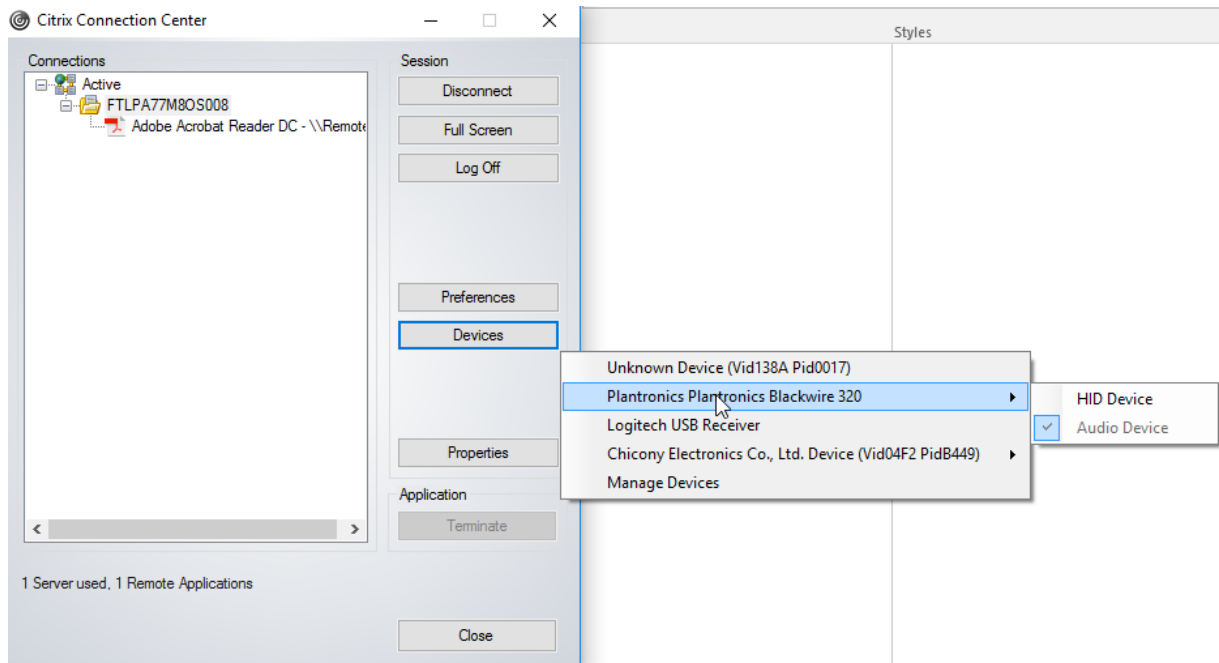 Citrix Connection Center
Styles
Connections
Session
Active
FTLPA77M8OS008
Adobe Acrobat Reader DC - \\Remote
Disconnect
Full Screen
Log Off
Preferences
Devices
Unknown Device (Vid138A Pid0017)
Plantronics Plantronics Blackwire 320
HID Device
Logitech USB Receiver
Audio Device
Chicony Electronics Co., Ltd. Device (Vid04F2 PidB449)
Manage Devices
Properties
Application
Terminate
1 Server used, 1 Remote Applications
Close